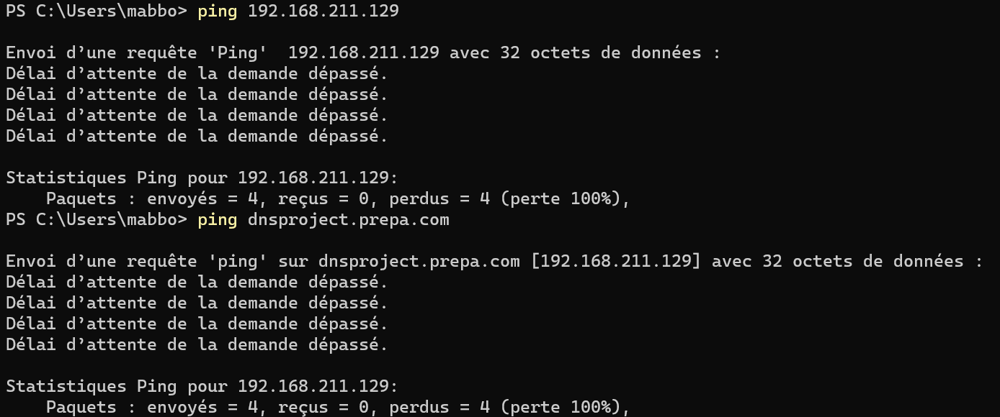 PS C:\Users\mabbo> ping 192.168.211.129
Envoi d’une requête 'Ping'  192.168.211.129 avec 32 octets de données :
Délai d’attente de la demande dépassé.
Délai d’attente de la demande dépassé.
Délai d’attente de la demande dépassé.
Délai d’attente de la demande dépassé.
Statistiques Ping pour 192.168.211.129:
    Paquets : envoyés = 4, reçus = 0, perdus = 4 (perte 100%),
PS C:\Users\mabbo> ping dnsproject.prepa.com
Envoi d’une requête 'ping' sur dnsproject.prepa.com [192.168.211.129] avec 32 octets de données :
Délai d’attente de la demande dépassé.
Délai d’attente de la demande dépassé.
Délai d’attente de la demande dépassé.
Délai d’attente de la demande dépassé.
Statistiques Ping pour 192.168.211.129:
    Paquets : envoyés = 4, reçus = 0, perdus = 4 (perte 100%),